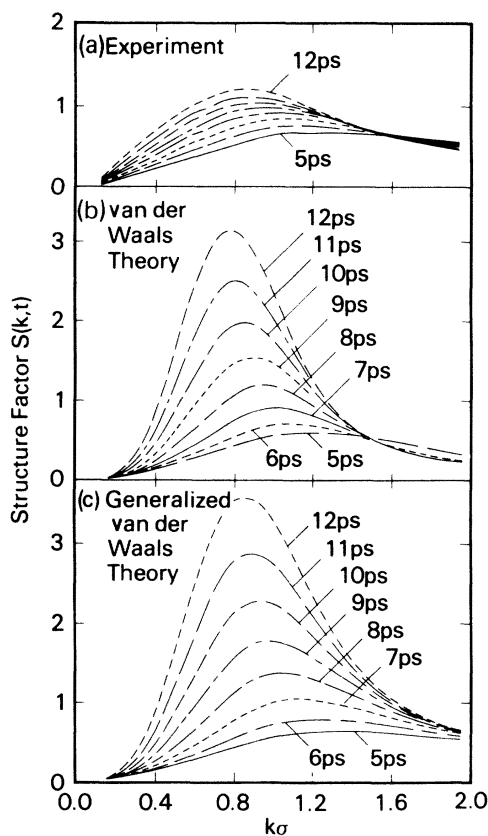 2
(a) Experiment
12ps
1
5ps
0
(b) van der
Waals
Theory
3
12ps
11ps
10ps
9ps
8ps
7ps
2
1
6ps
5ps
0
(c) Generalized
van der
Waals
Theory
3
12ps
11ps
10ps
9ps
8ps
7ps
2
1
6ps
5ps
0
0.0 0.4 0.8 1.2 1.6 2.0
kσ
Structure Factor S(k,t)